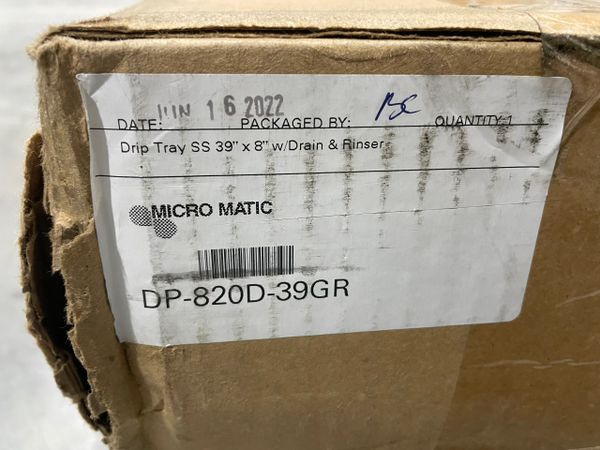 DATE: JUN 16 2022 PACKAGED BY: BC QUANTITY 1
Drip Tray SS 39" x 8" w/Drain & Rinser
MICRO MATIC
DP-820D-39GR